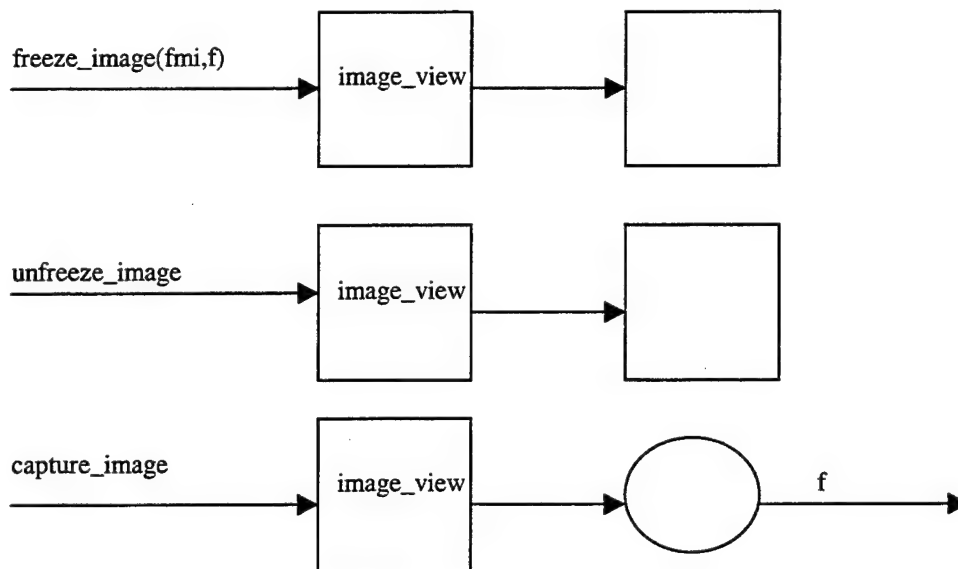 freeze_image(fmi,f)
image_view
unfreeze_image
image_view
capture_image
image_view
f